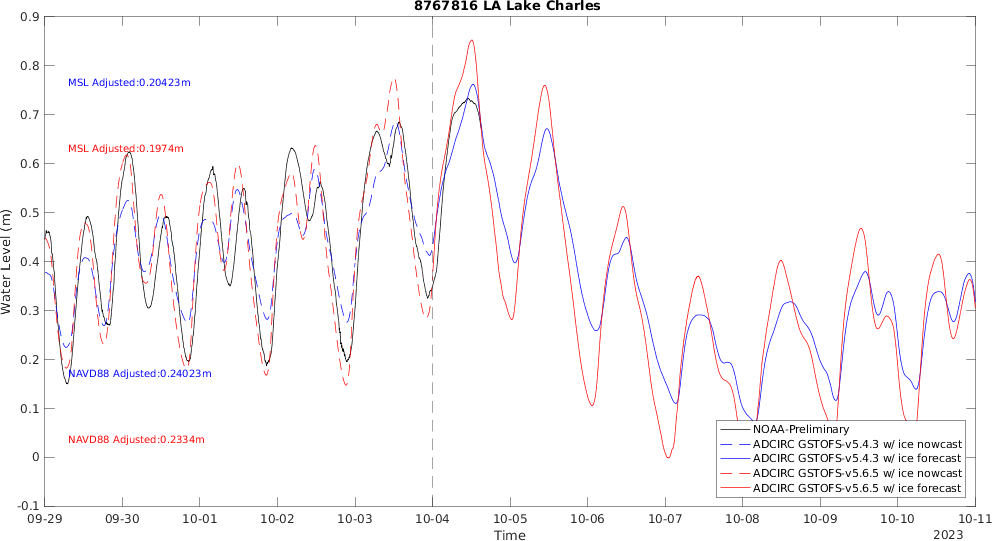 8767816 LA Lake Charles
0.9
0.8
0.7
0.6
0.5
0.4
0.3
0.2
0.1
0
-0.1
Water Level (m)
MSL Adjusted:0.20423m
MSL Adjusted:0.1974m
NAVD88 Adjusted:0.24023m
NAVD88 Adjusted:0.2334m
NOAA-Preliminary
ADCIRC GSTOFS-v5.4.3 w/ ice nowcast
ADCIRC GSTOFS-v5.4.3 w/ ice forecast
ADCIRC GSTOFS-v5.6.5 w/ ice nowcast
ADCIRC GSTOFS-v5.6.5 w/ ice forecast
09-29 09-30 10-01 10-02 10-03 10-04 10-05 10-06 10-07 10-08 10-09 10-10 10-11
Time
2023